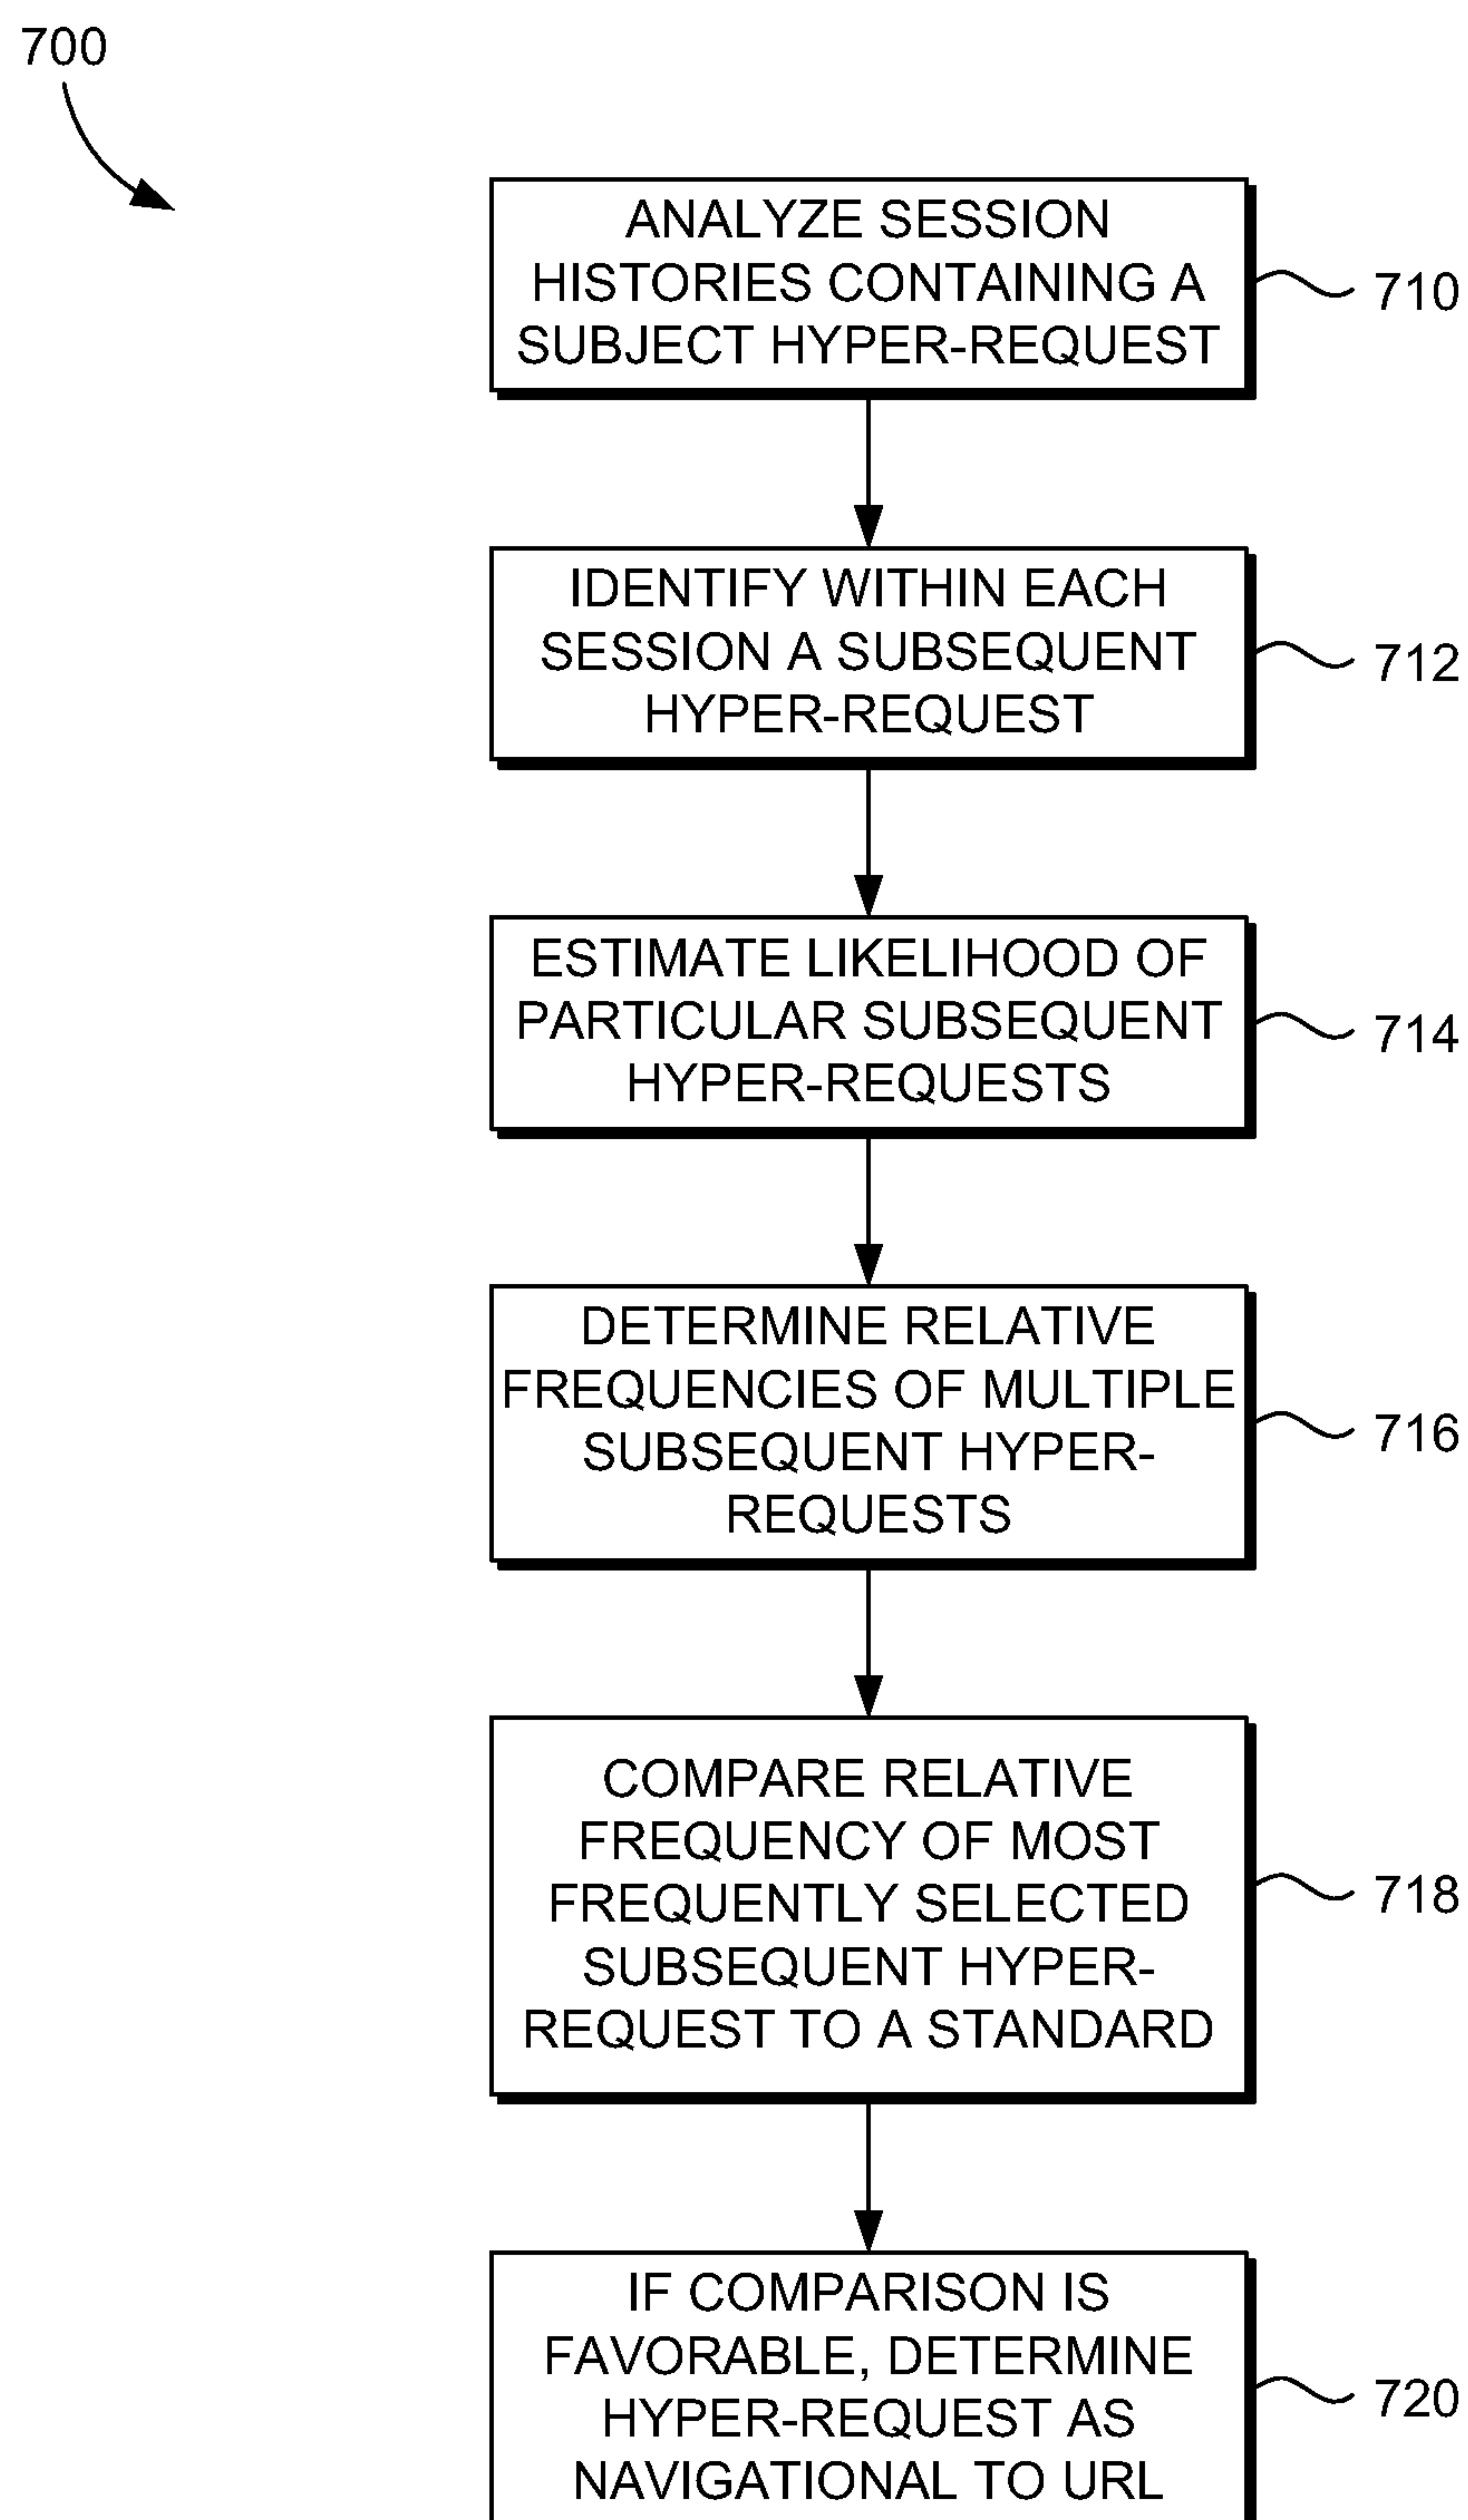 700
ANALYZE SESSION
HISTORIES CONTAINING A
SUBJECT HYPER-REQUEST
710
IDENTIFY WITHIN EACH
SESSION A SUBSEQUENT
HYPER-REQUEST
712
ESTIMATE LIKELIHOOD OF
PARTICULAR SUBSEQUENT
HYPER-REQUESTS
714
DETERMINE RELATIVE
FREQUENCIES OF MULTIPLE
SUBSEQUENT HYPER-
REQUESTS
716
COMPARE RELATIVE
FREQUENCY OF MOST
FREQUENTLY SELECTED
SUBSEQUENT HYPER-
REQUEST TO A STANDARD
718
IF COMPARISON IS
FAVORABLE, DETERMINE
HYPER-REQUEST AS
NAVIGATIONAL TO URL
720